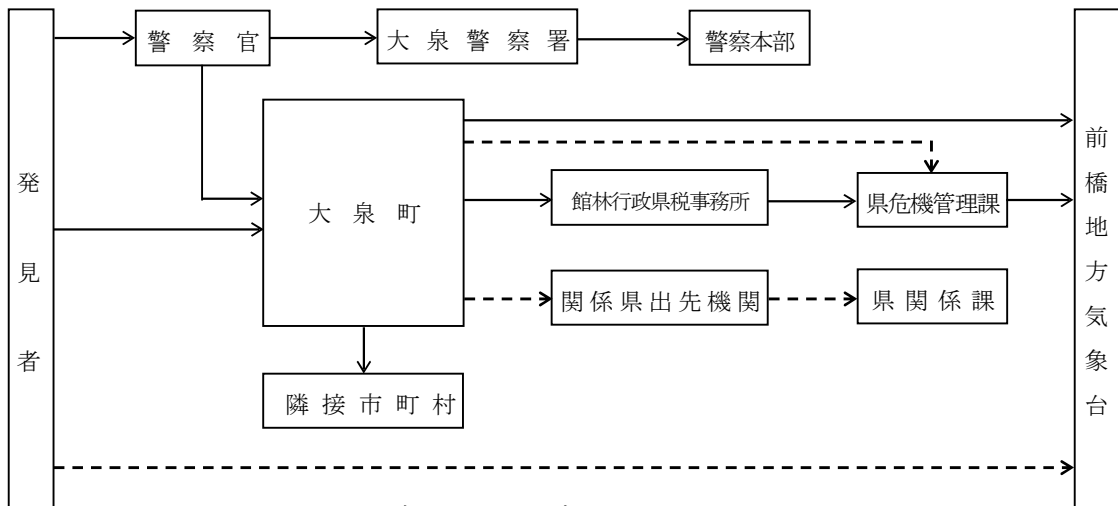 発見者
警察官
大泉警察署
警察本部
大泉町
館林行政県税事務所
県危機管理課
関係県出先機関
県関係課
隣接市町村
前橋地方気象台